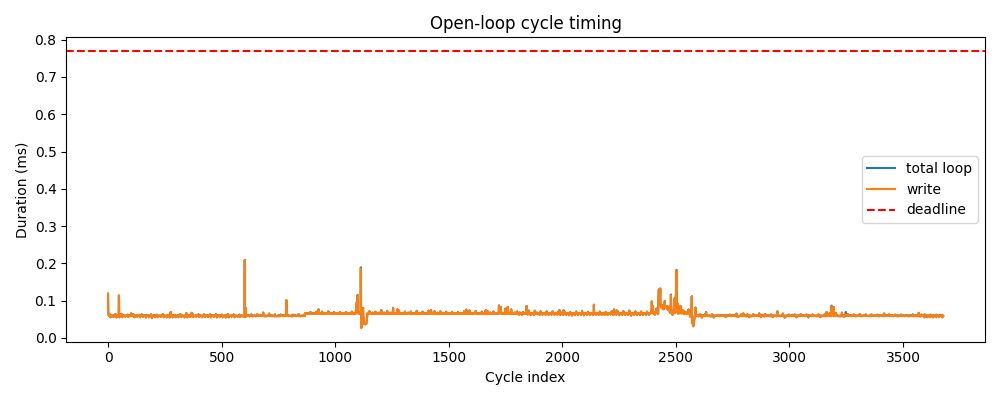 Open-loop cycle timing
0.8
0.7
0.6
0.5
0.4
0.3
0.2
0.1
0.0
Duration (ms)
total loop
write
deadline
0 500 1000 1500 2000 2500 3000 3500
Cycle index